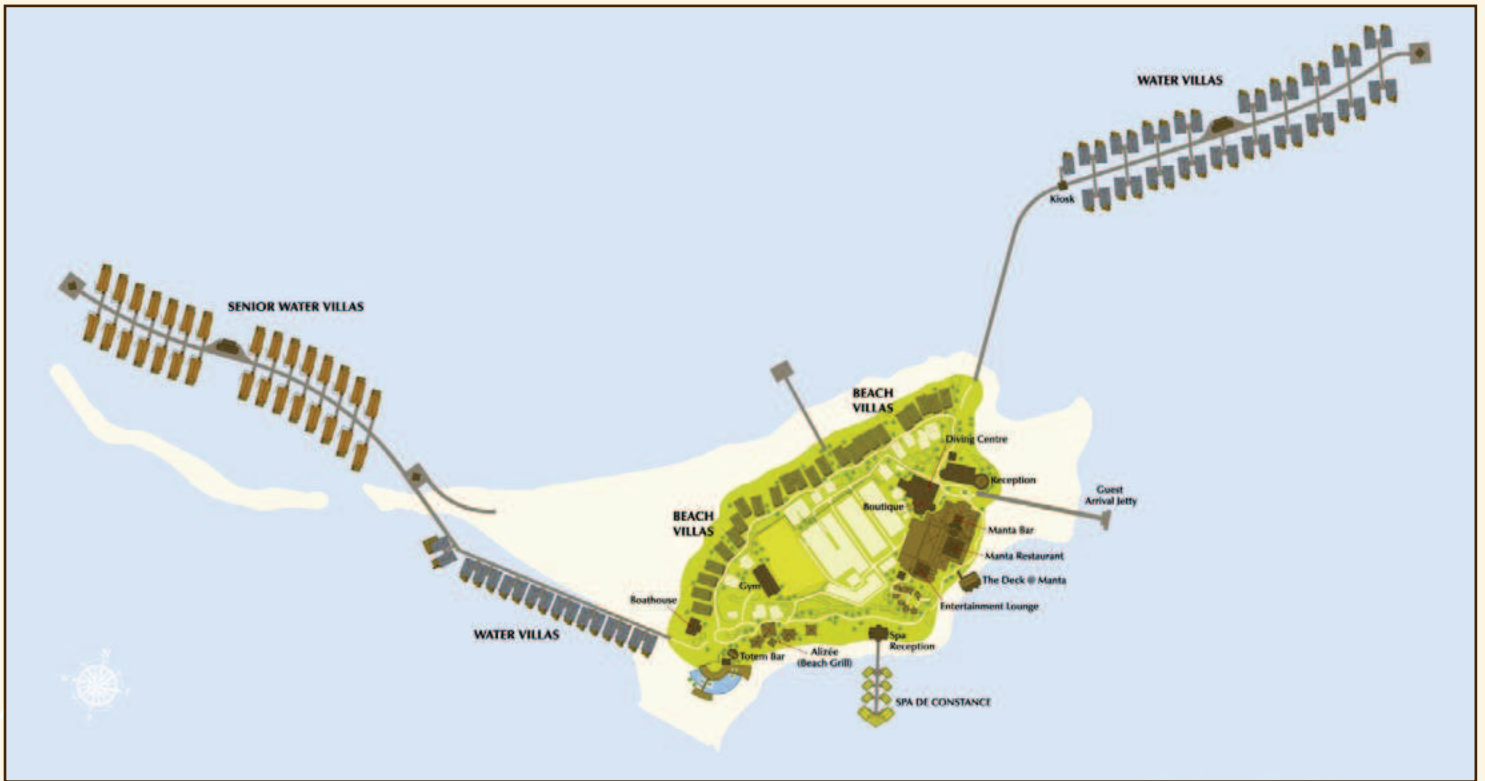 WATER VILLAS
Kiosk
SENIOR WATER VILLAS
BEACH
VILLAS
Diving Centre
Reception
Guest
Arrival Jetty
Boutique
BEACH
VILLAS
Manta Bar
Manta Restaurant
The Deck @ Manta
Gym
Boathouse
Entertainment Lounge
WATER VILLAS
Totem Bar
Alizée
(Beach Grill)
Spa
Reception
SPA DE CONSTANCE